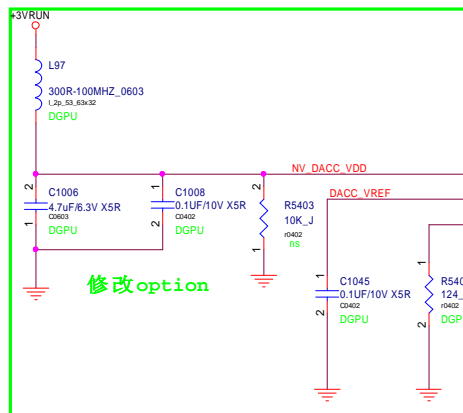 +3VRUN
L97
300R-100MHZ_0603
l_2p_53_63x32
DGPU
NV_DACC_VDD
DACC_VREF
2
C1006
4.7uF/6.3V X5R
C0603
1
DGPU
1
C1008
0.1UF/10V X5R
C0402
2
DGPU
2
R5403
10K_J
r0402
1
ns
修改option
1
C1045
0.1UF/10V X5R
C0402
2
DGPU
1
124_
r0402
2